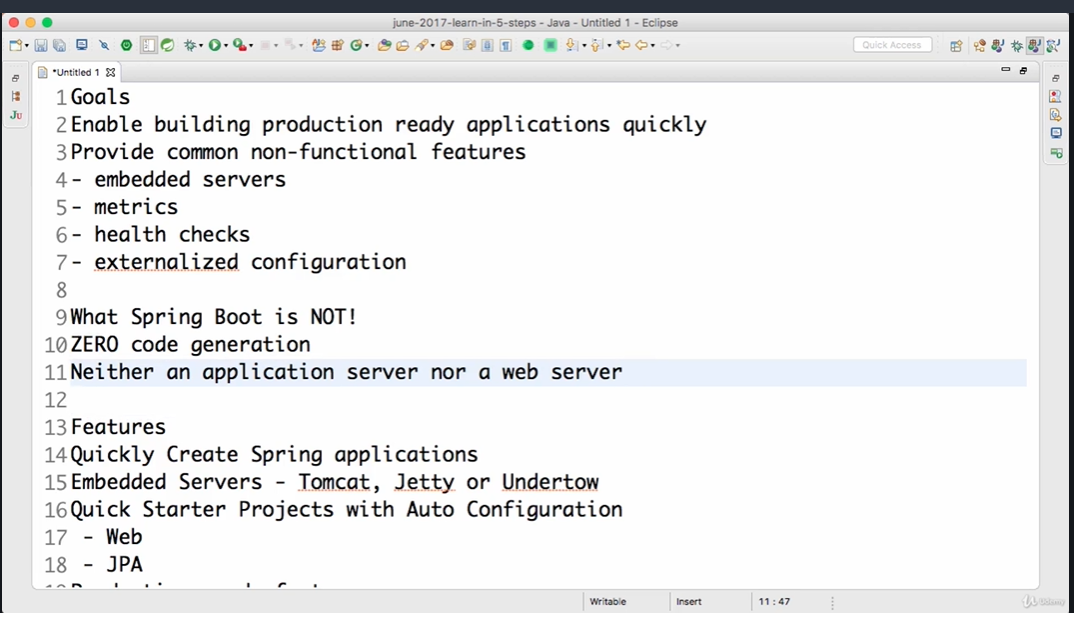 june-2017-learn-in-5-steps - Java - Untitled 1 - Eclipse
Quick Access
*Untitled 1
Ju
1 Goals
2 Enable building production ready applications quickly
3 Provide common non-functional features
4 - embedded servers
5 - metrics
6 - health checks
7 - externalized configuration
8
9 What Spring Boot is NOT!
10 ZERO code generation
11 Neither an application server nor a web server
12
13 Features
14 Quickly Create Spring applications
15 Embedded Servers - Tomcat, Jetty or Undertow
16 Quick Starter Projects with Auto Configuration
17 - Web
18 - JPA
Writable Insert 11 : 47
Udemy